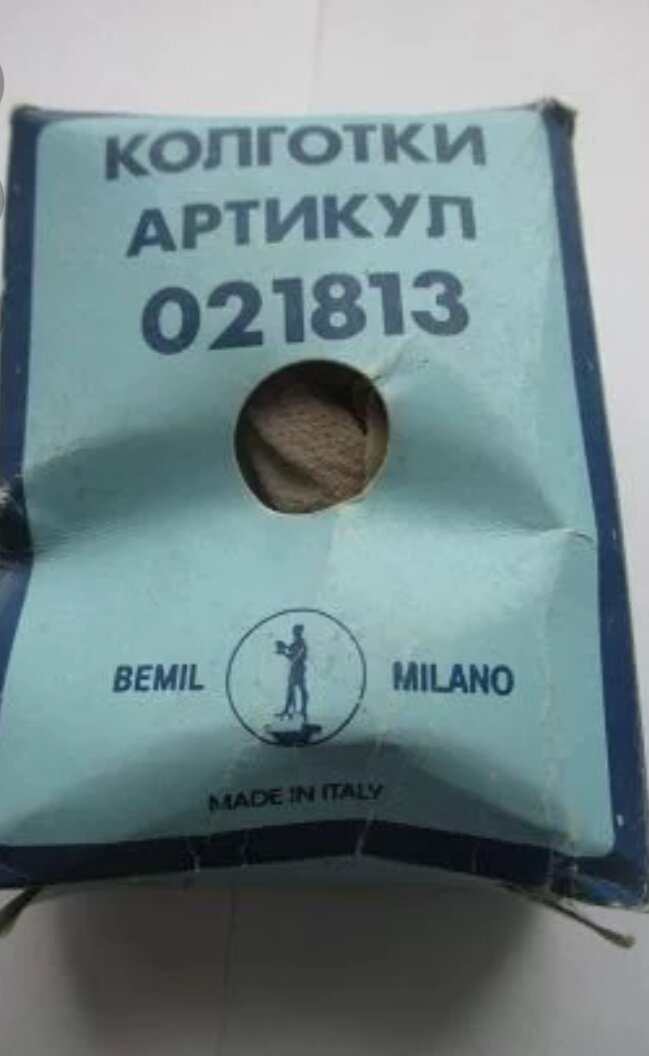 КОЛГОТКИ
АРТИКУЛ
021813
BEMIL MILANO
MADE IN ITALY